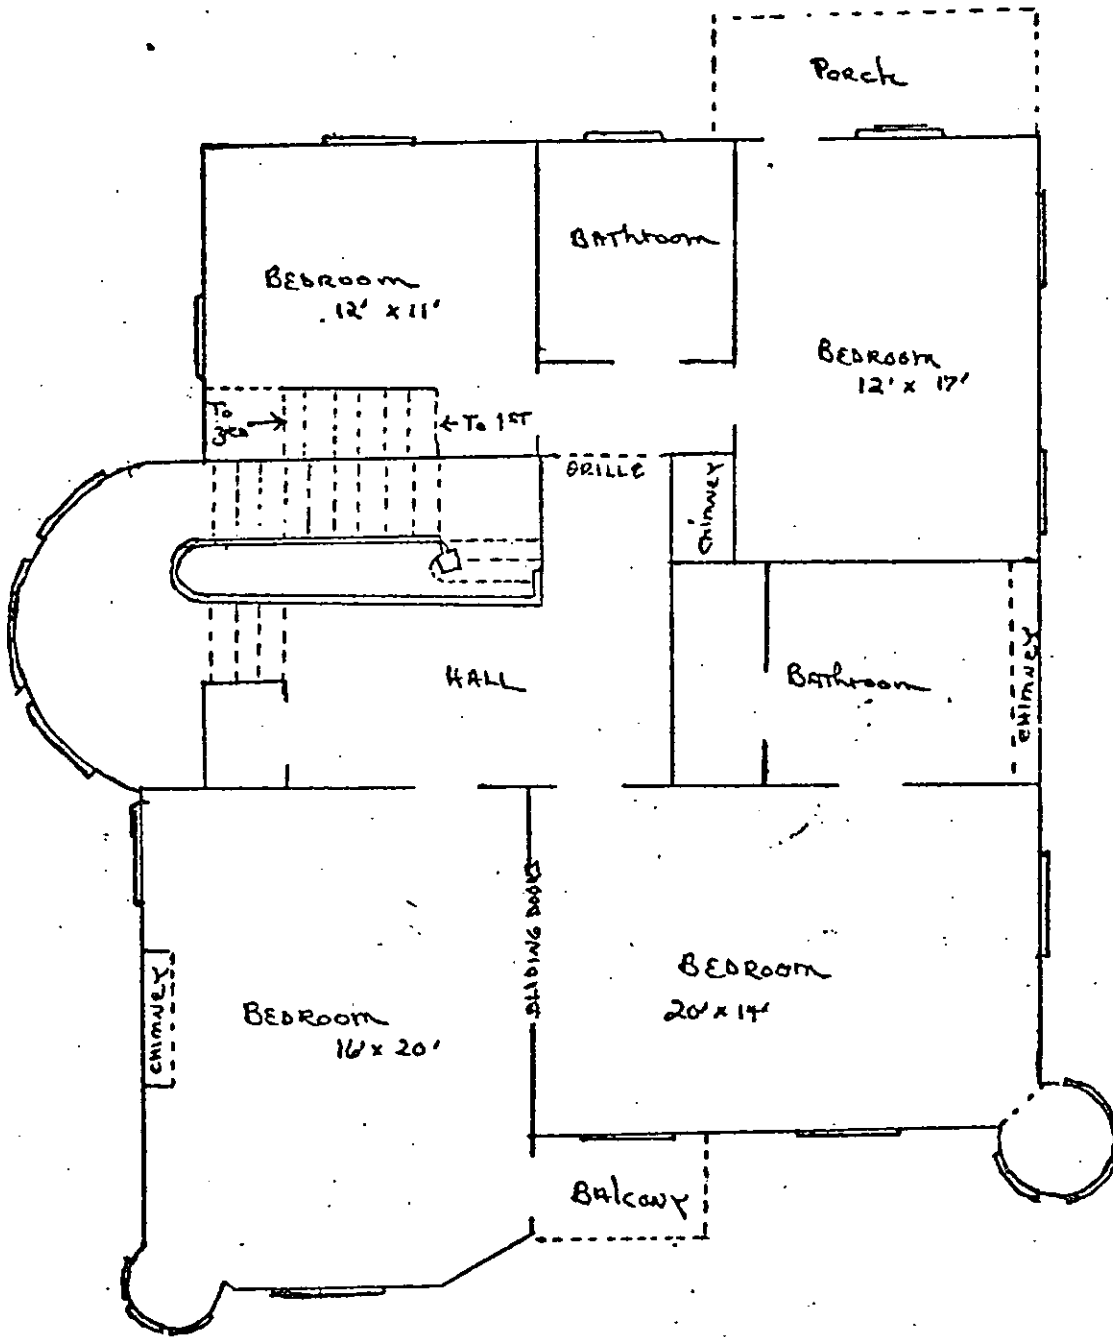 Porch
Bathroom
BEDROOM
12' x 11'
BEDROOM
12' x 17'
To
3RD
To 1ST
GRILLE
CHIMNEY
HALL
Bathroom
CHIMNEY
SLIDING DOORS
BEDROOM
20' x 14'
CHIMNEY
BEDROOM
16' x 20'
Balcony